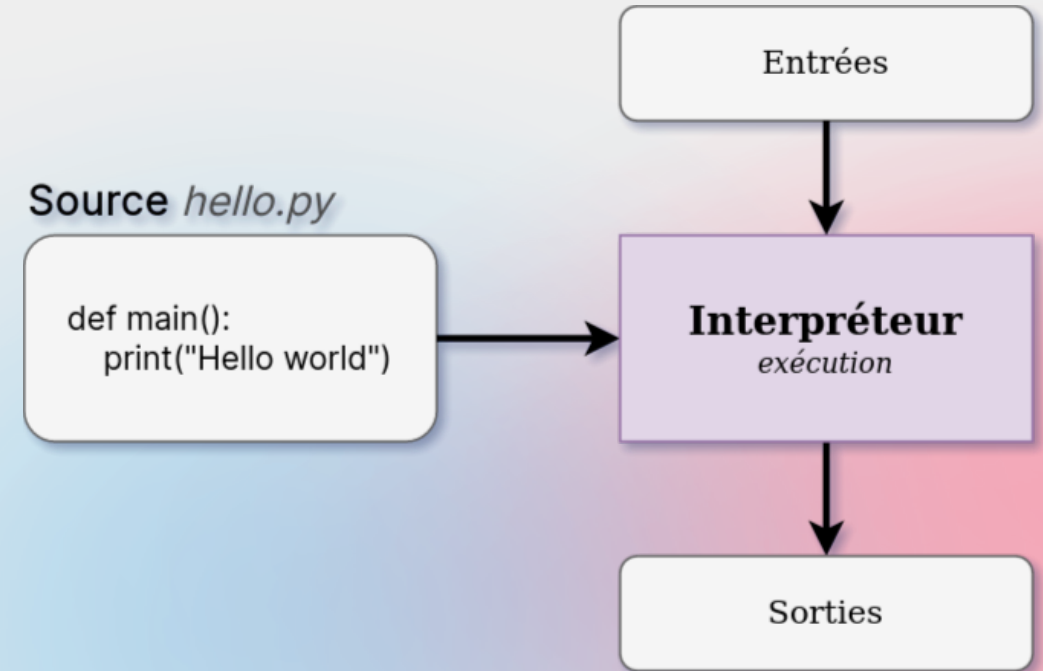 Entrées
Source hello.py
def main():
print("Hello world")
Interpréteur
exécution
Sorties